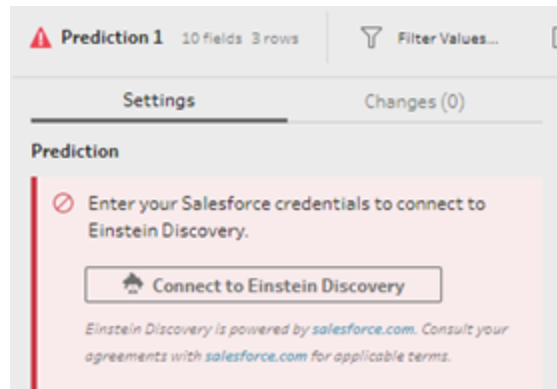 Prediction 1 10 fields 3 rows Filter Values...
Settings Changes (0)
Prediction
Enter your Salesforce credentials to connect to
Einstein Discovery.
Connect to Einstein Discovery
Einstein Discovery is powered by salesforce.com. Consult your
agreements with salesforce.com for applicable terms.